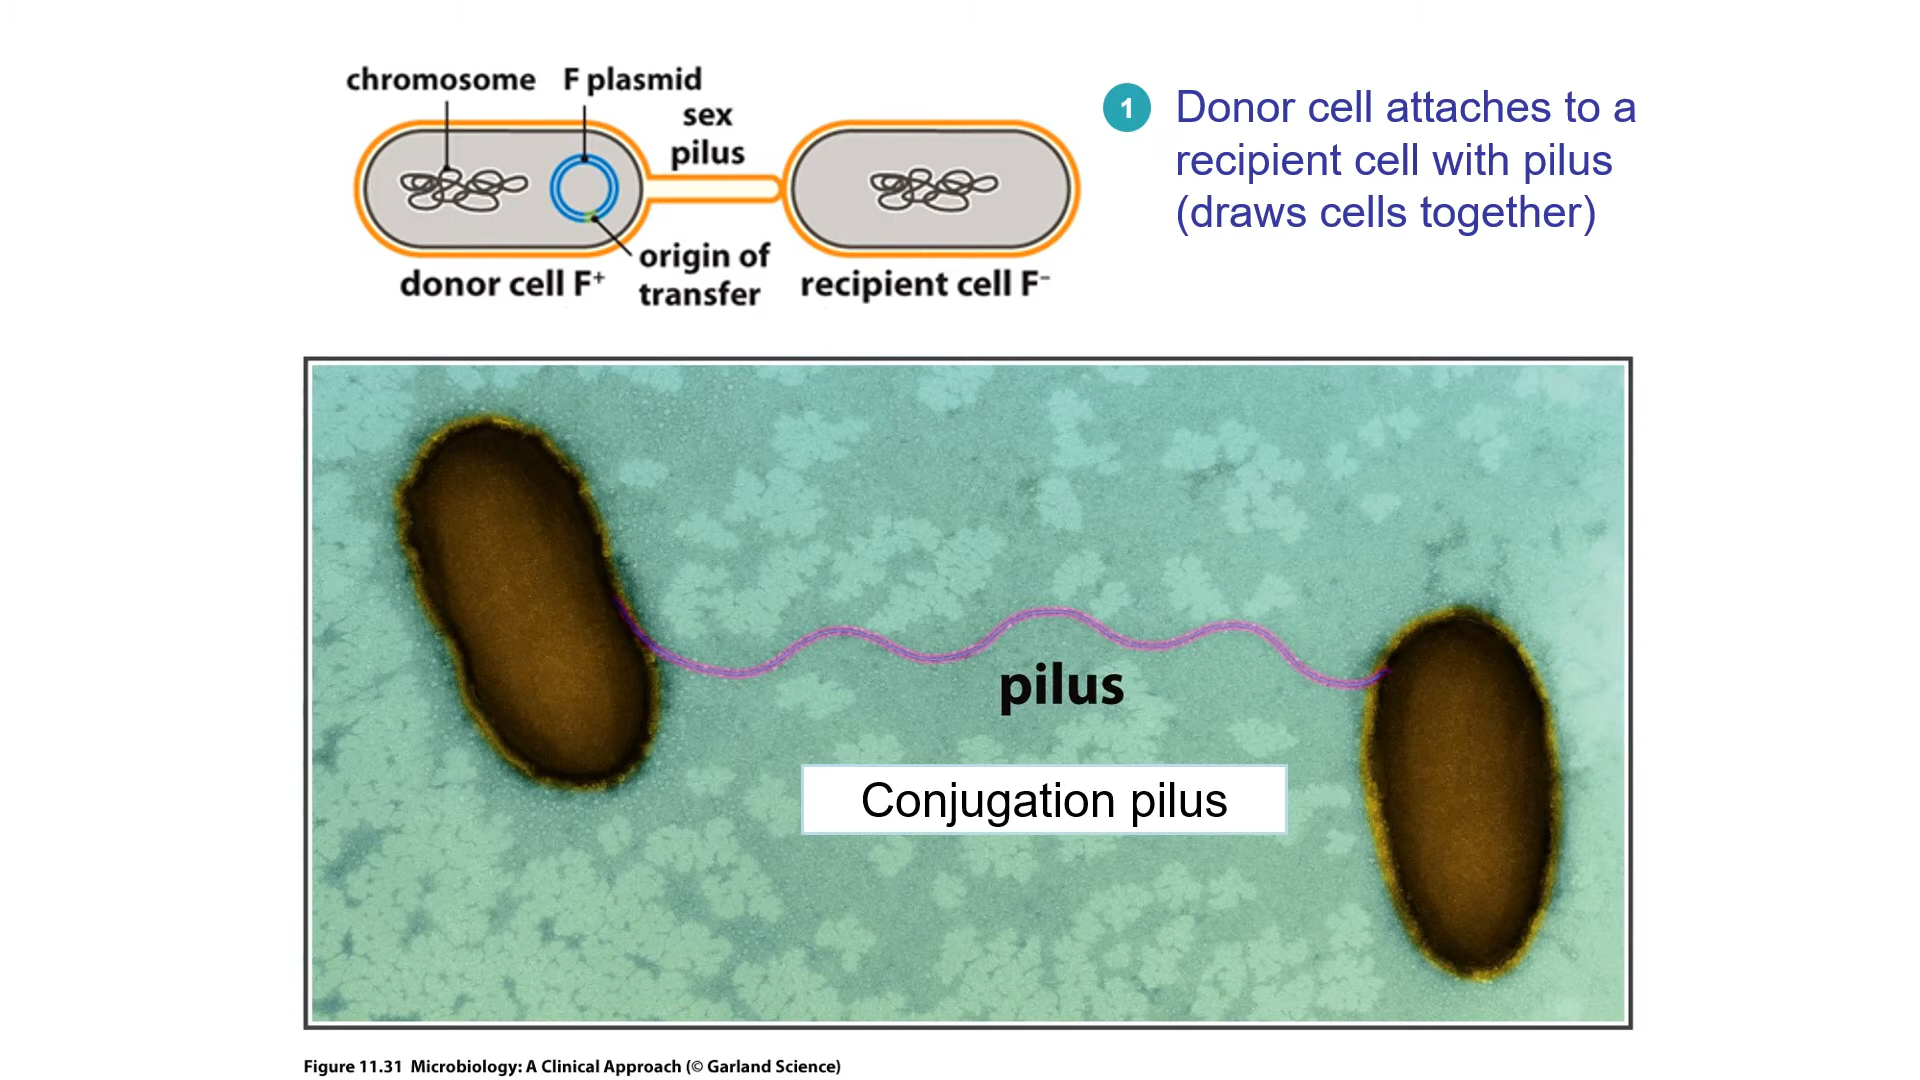 chromosome
F plasmid
sex
pilus
origin of
transfer
donor cell F⁺
recipient cell F⁻
1
Donor cell attaches to a
recipient cell with pilus
(draws cells together)
pilus
Conjugation pilus
Figure 11.31 Microbiology: A Clinical Approach (© Garland Science)